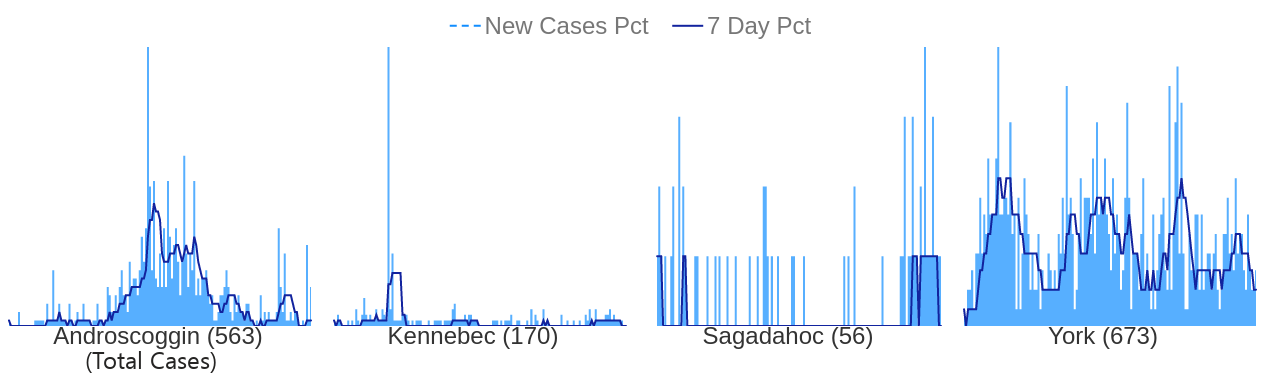 New Cases Pct 7 Day Pct
Androscoggin (563) Kennebec (170) Sagadahoc (56) York (673)
(Total Cases)